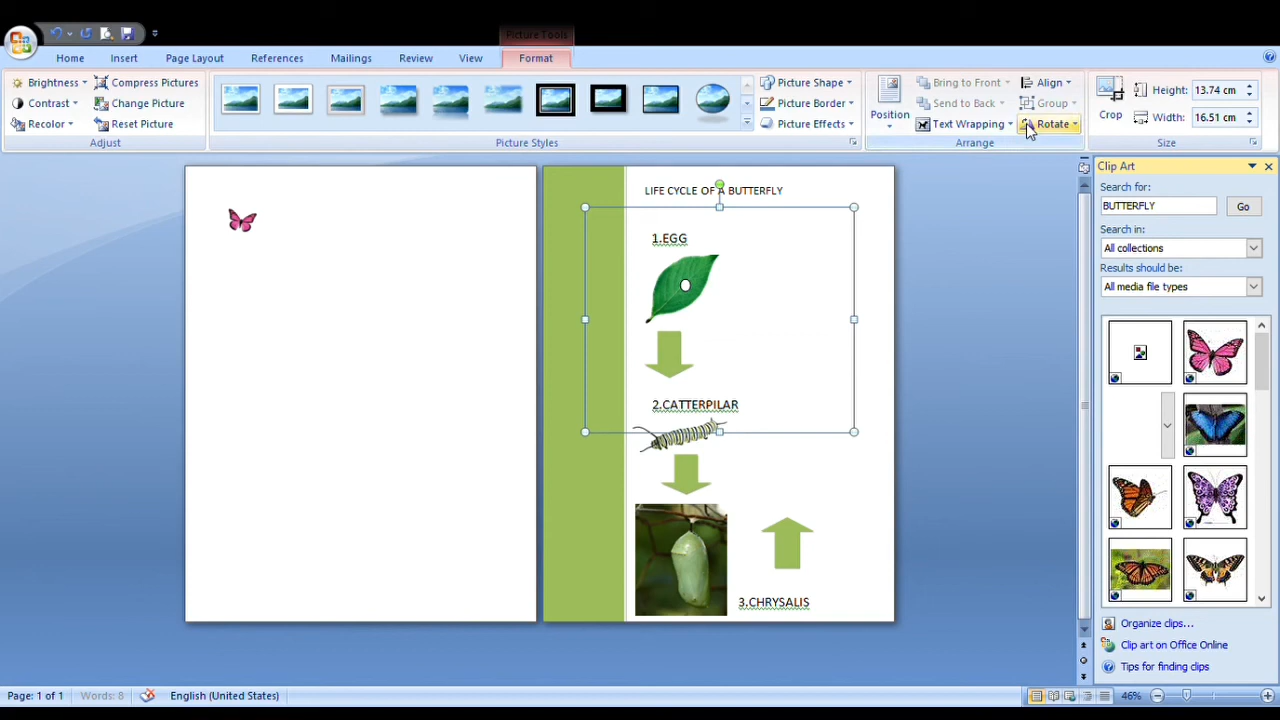 Picture Tools
Home Insert Page Layout References Mailings Review View Format
Brightness Compress Pictures Picture Shape Bring to Front Align Height: 13.74 cm
Contrast Change Picture Picture Border Position Send to Back Group Crop
Recolor Reset Picture Picture Effects Text Wrapping Rotate Width: 16.51 cm
Adjust Picture Styles Arrange Size
Clip Art
Search for:
BUTTERFLY Go
Search in:
All collections
Results should be:
All media file types
LIFE CYCLE OF A BUTTERFLY
1.EGG
2.CATTERPILAR
3.CHRYSALIS
Organize clips...
Clip art on Office Online
Tips for finding clips
Page: 1 of 1 Words: 8 English (United States) 46%